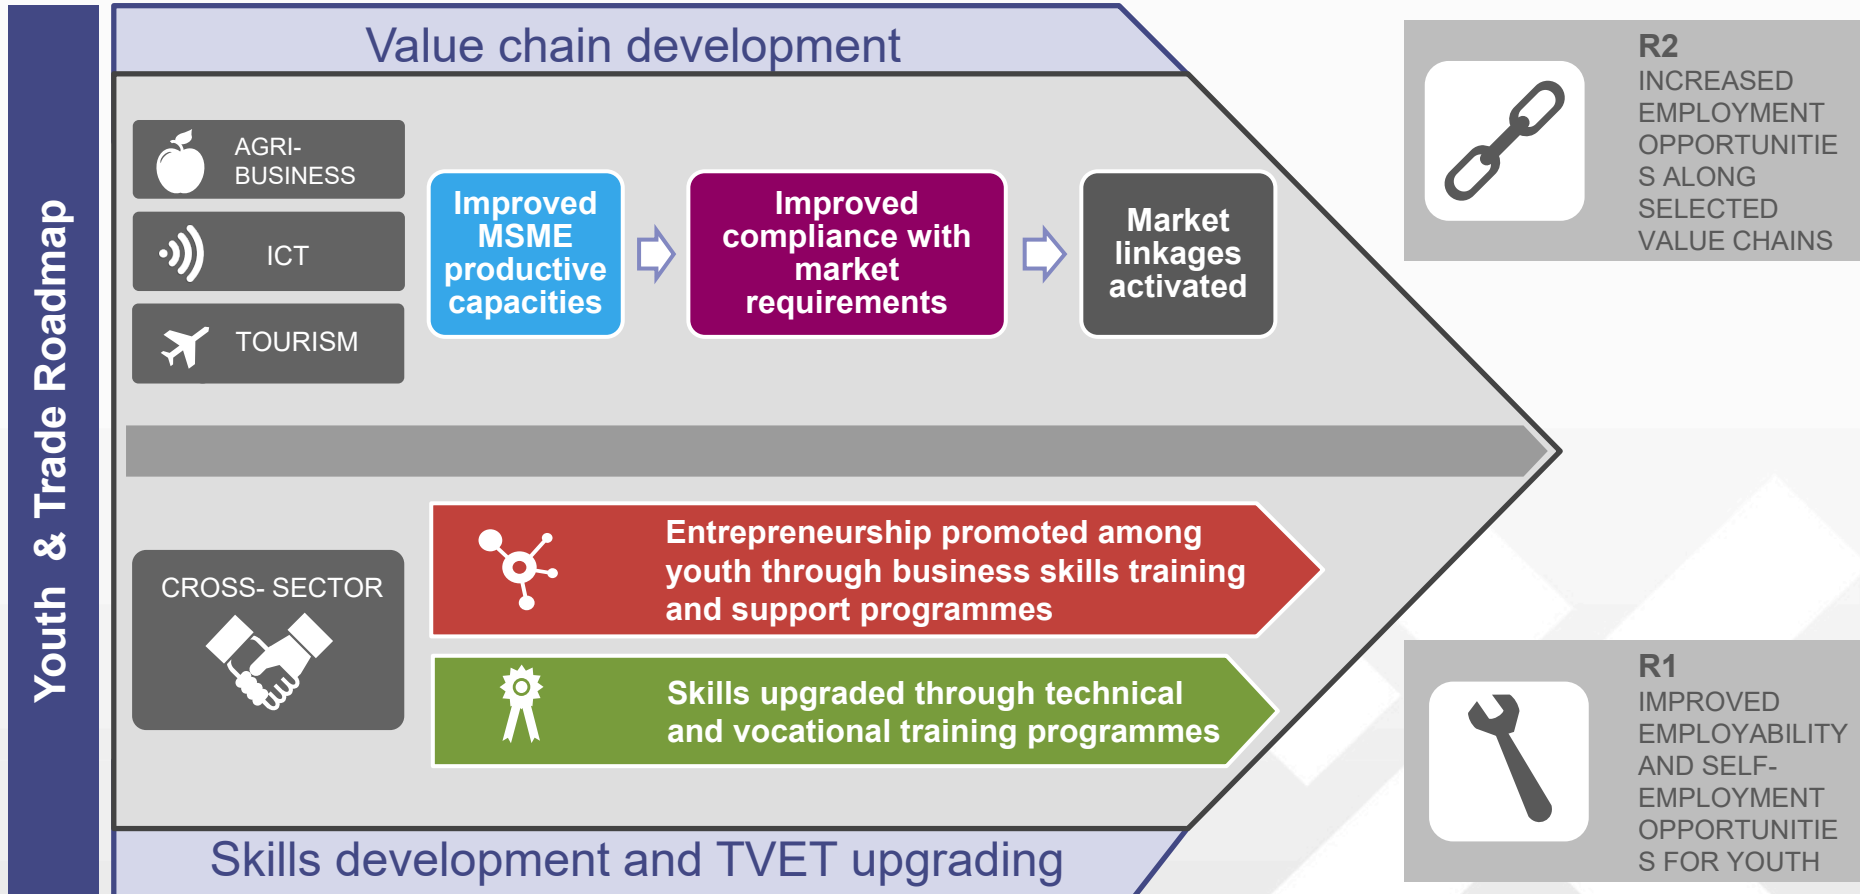 Youth & Trade Roadmap
Value chain development
AGRI-
BUSINESS
ICT
TOURISM
Improved
MSME
productive
capacities
Improved
compliance with
market
requirements
Market
linkages
activated
CROSS- SECTOR
Entrepreneurship promoted among
youth through business skills training
and support programmes
Skills upgraded through technical
and vocational training programmes
Skills development and TVET upgrading
R2
INCREASED
EMPLOYMENT
OPPORTUNITIE
S ALONG
SELECTED
VALUE CHAINS
R1
IMPROVED
EMPLOYABILITY
AND SELF-
EMPLOYMENT
OPPORTUNITIE
S FOR YOUTH